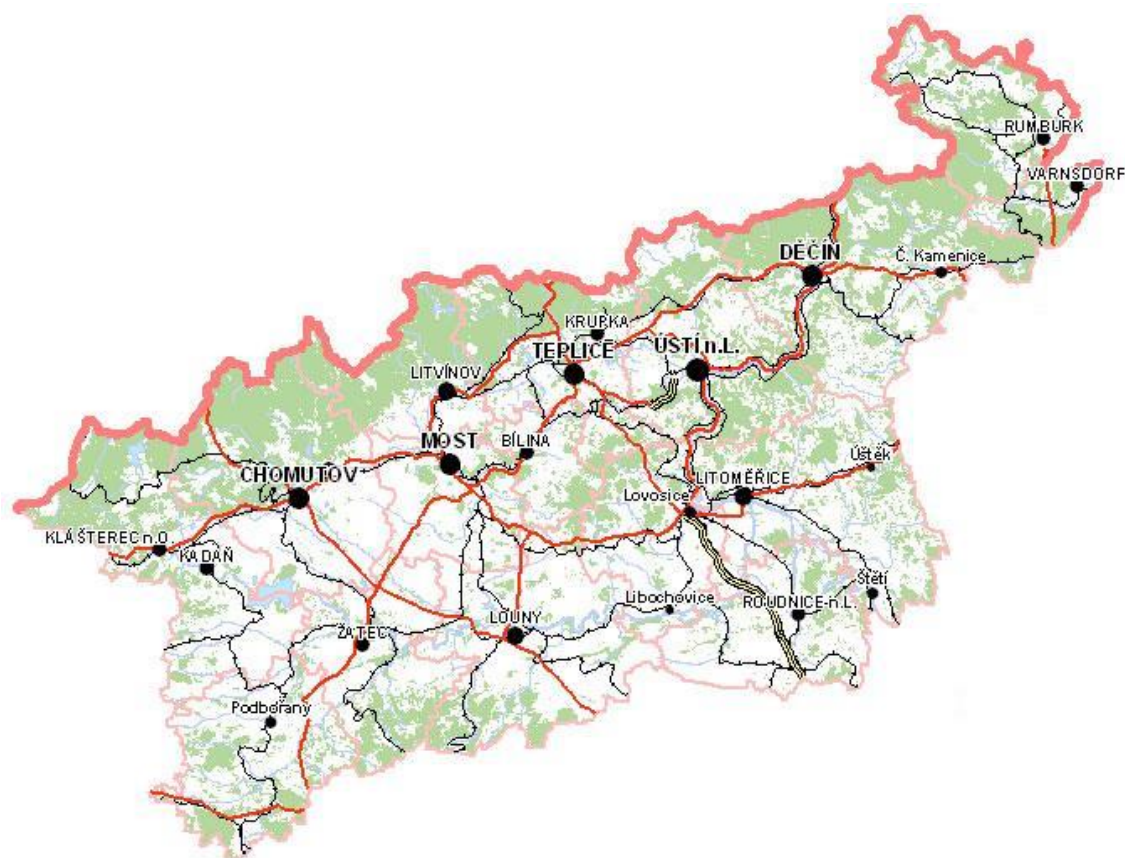 RUMBURK
VARNSDORF
DĚČÍN
Č. Kamenice
KRUPKA
TEPLICE
ÚSTÍ n.L.
LITVÍNOV
MOST
BÍLINA
Úštěk
CHOMUTOV
LITOMĚŘICE
Lovosice
KLÁŠTEREC n.O.
KADAŇ
Štětí
Libochovice
ROUDNICE n.L.
LOUNY
ŽATEC
Podbořany